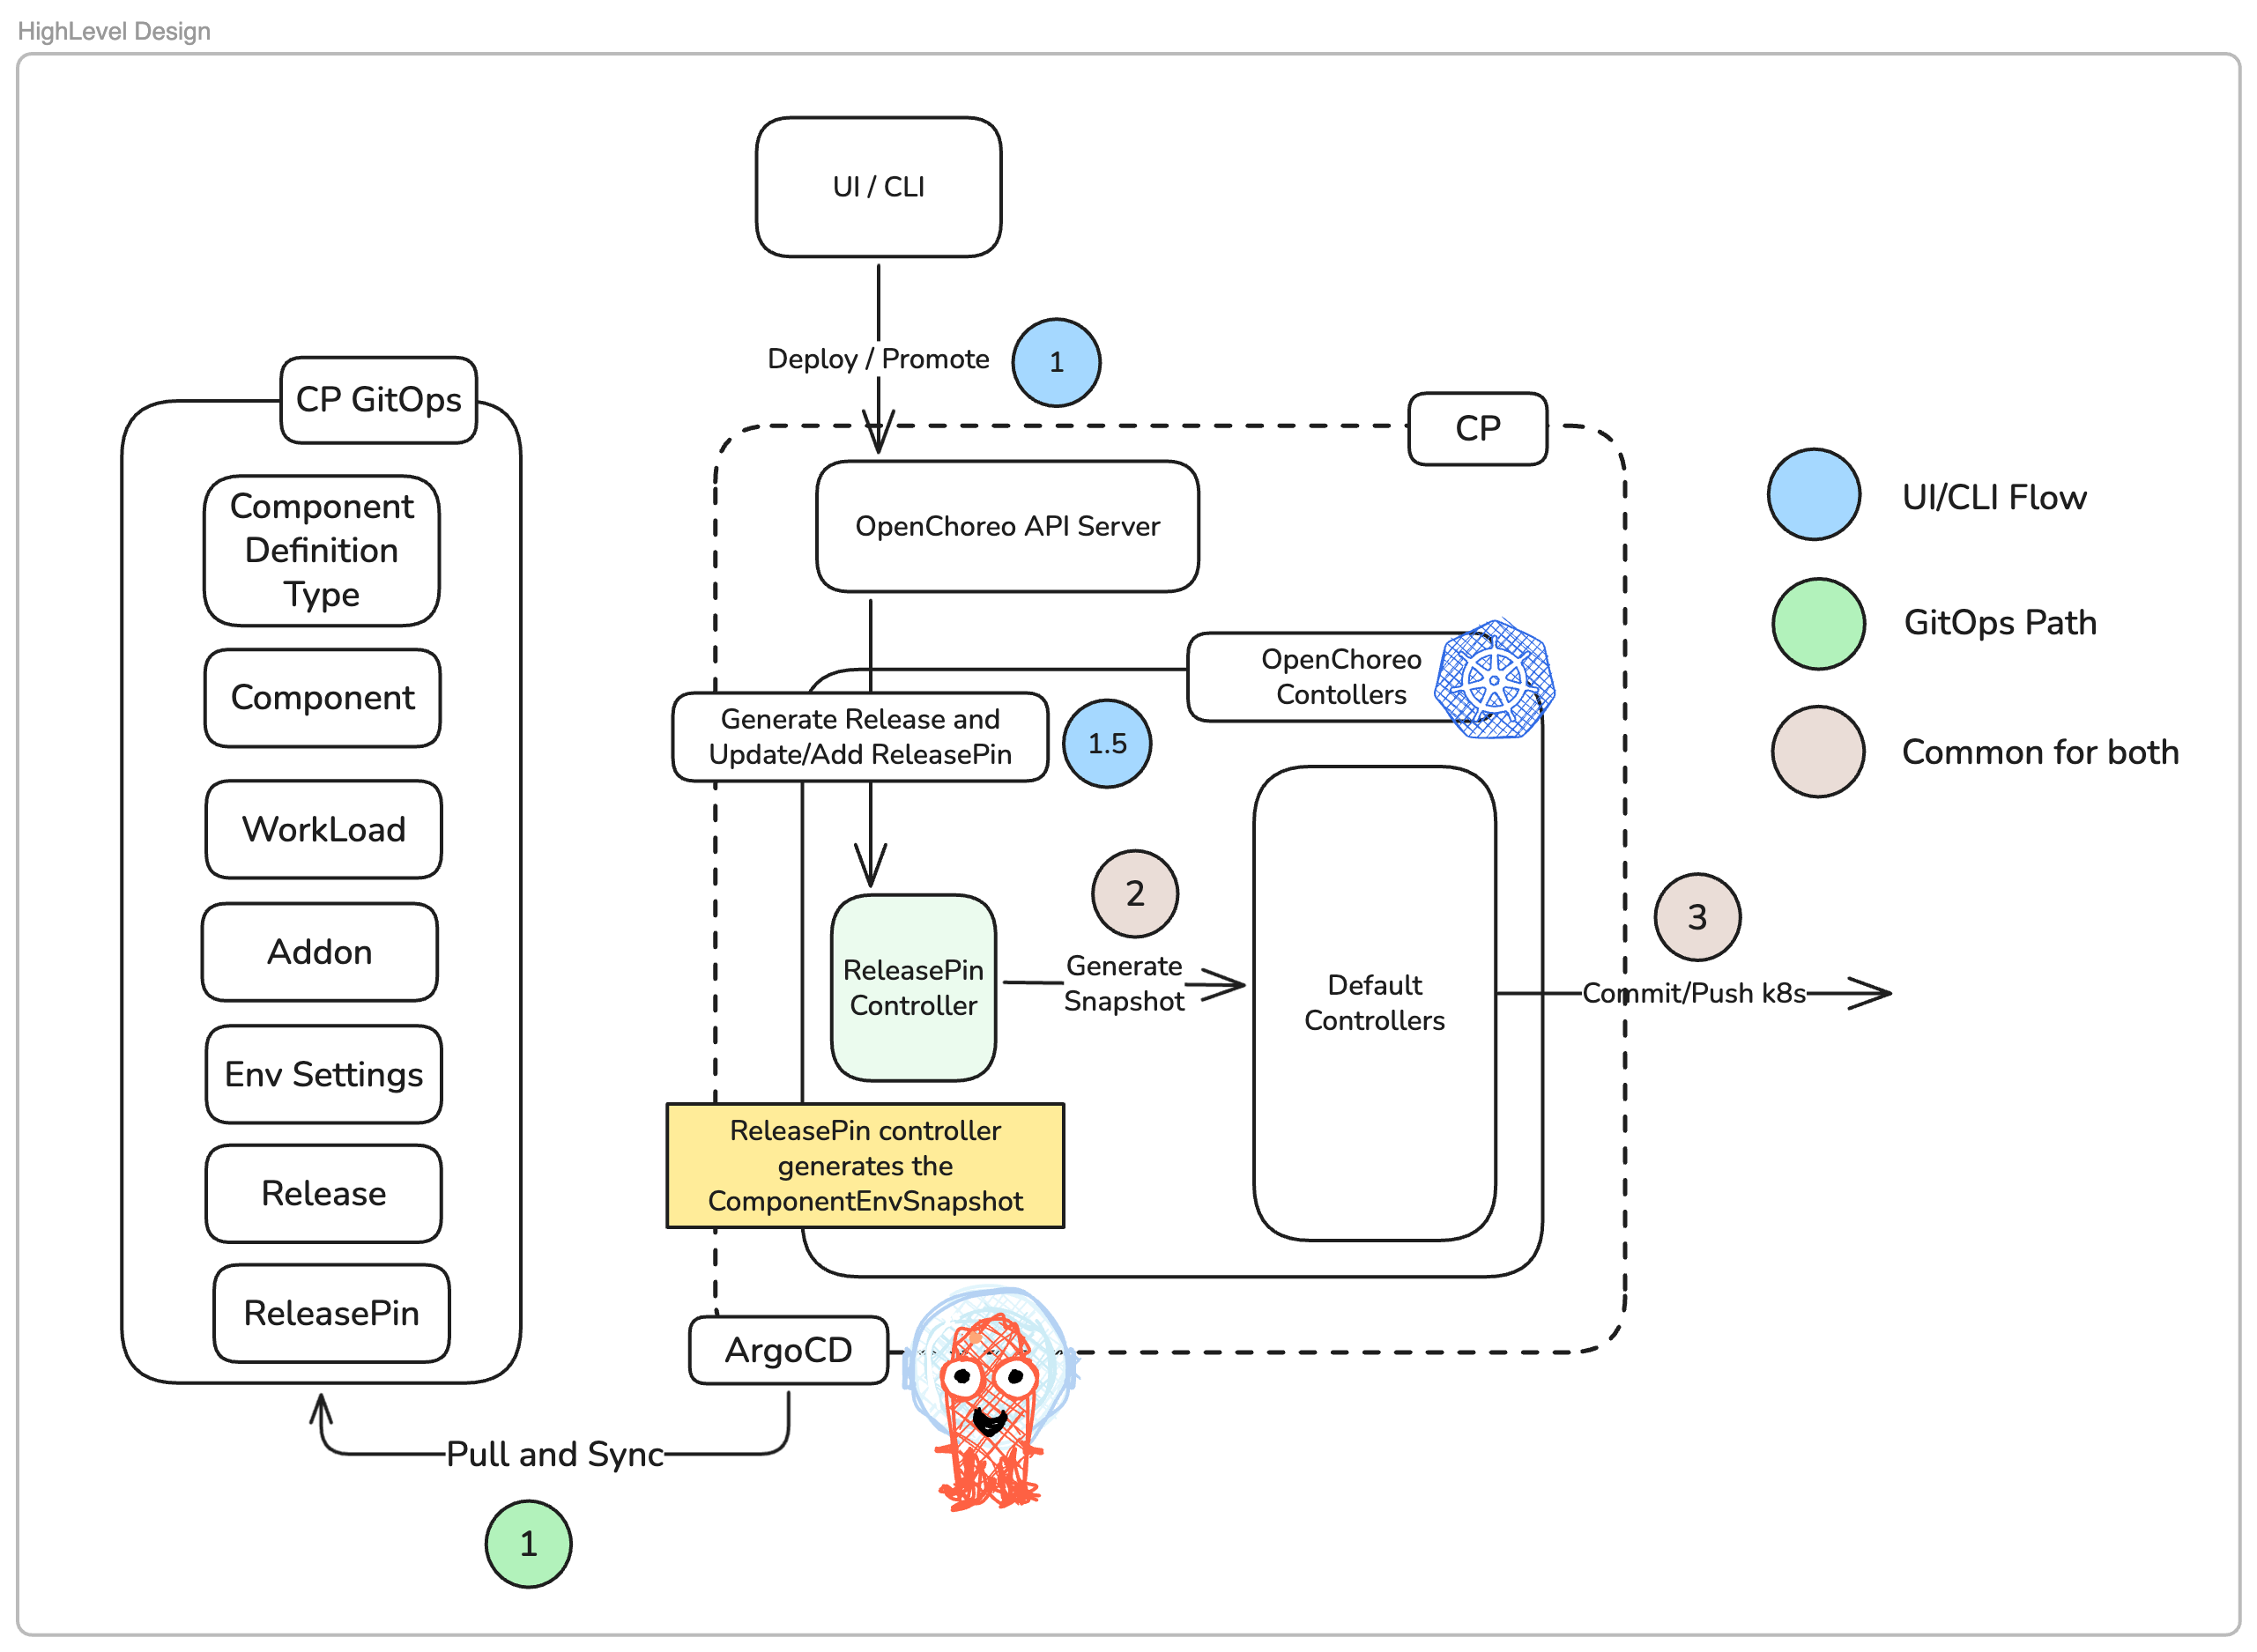 HighLevel Design
UI / CLI
Deploy / Promote
1
CP GitOps
Component
Definition
Type
Component
WorkLoad
Addon
Env Settings
Release
ReleasePin
CP
OpenChoreo API Server
OpenChoreo
Contollers
Generate Release and
Update/Add ReleasePin
1.5
ReleasePin
Controller
2
Generate
Snapshot
Default
Controllers
3
Commit/Push k8s
ReleasePin controller
generates the
ComponentEnvSnapshot
ArgoCD
Pull and Sync
1
UI/CLI Flow
GitOps Path
Common for both